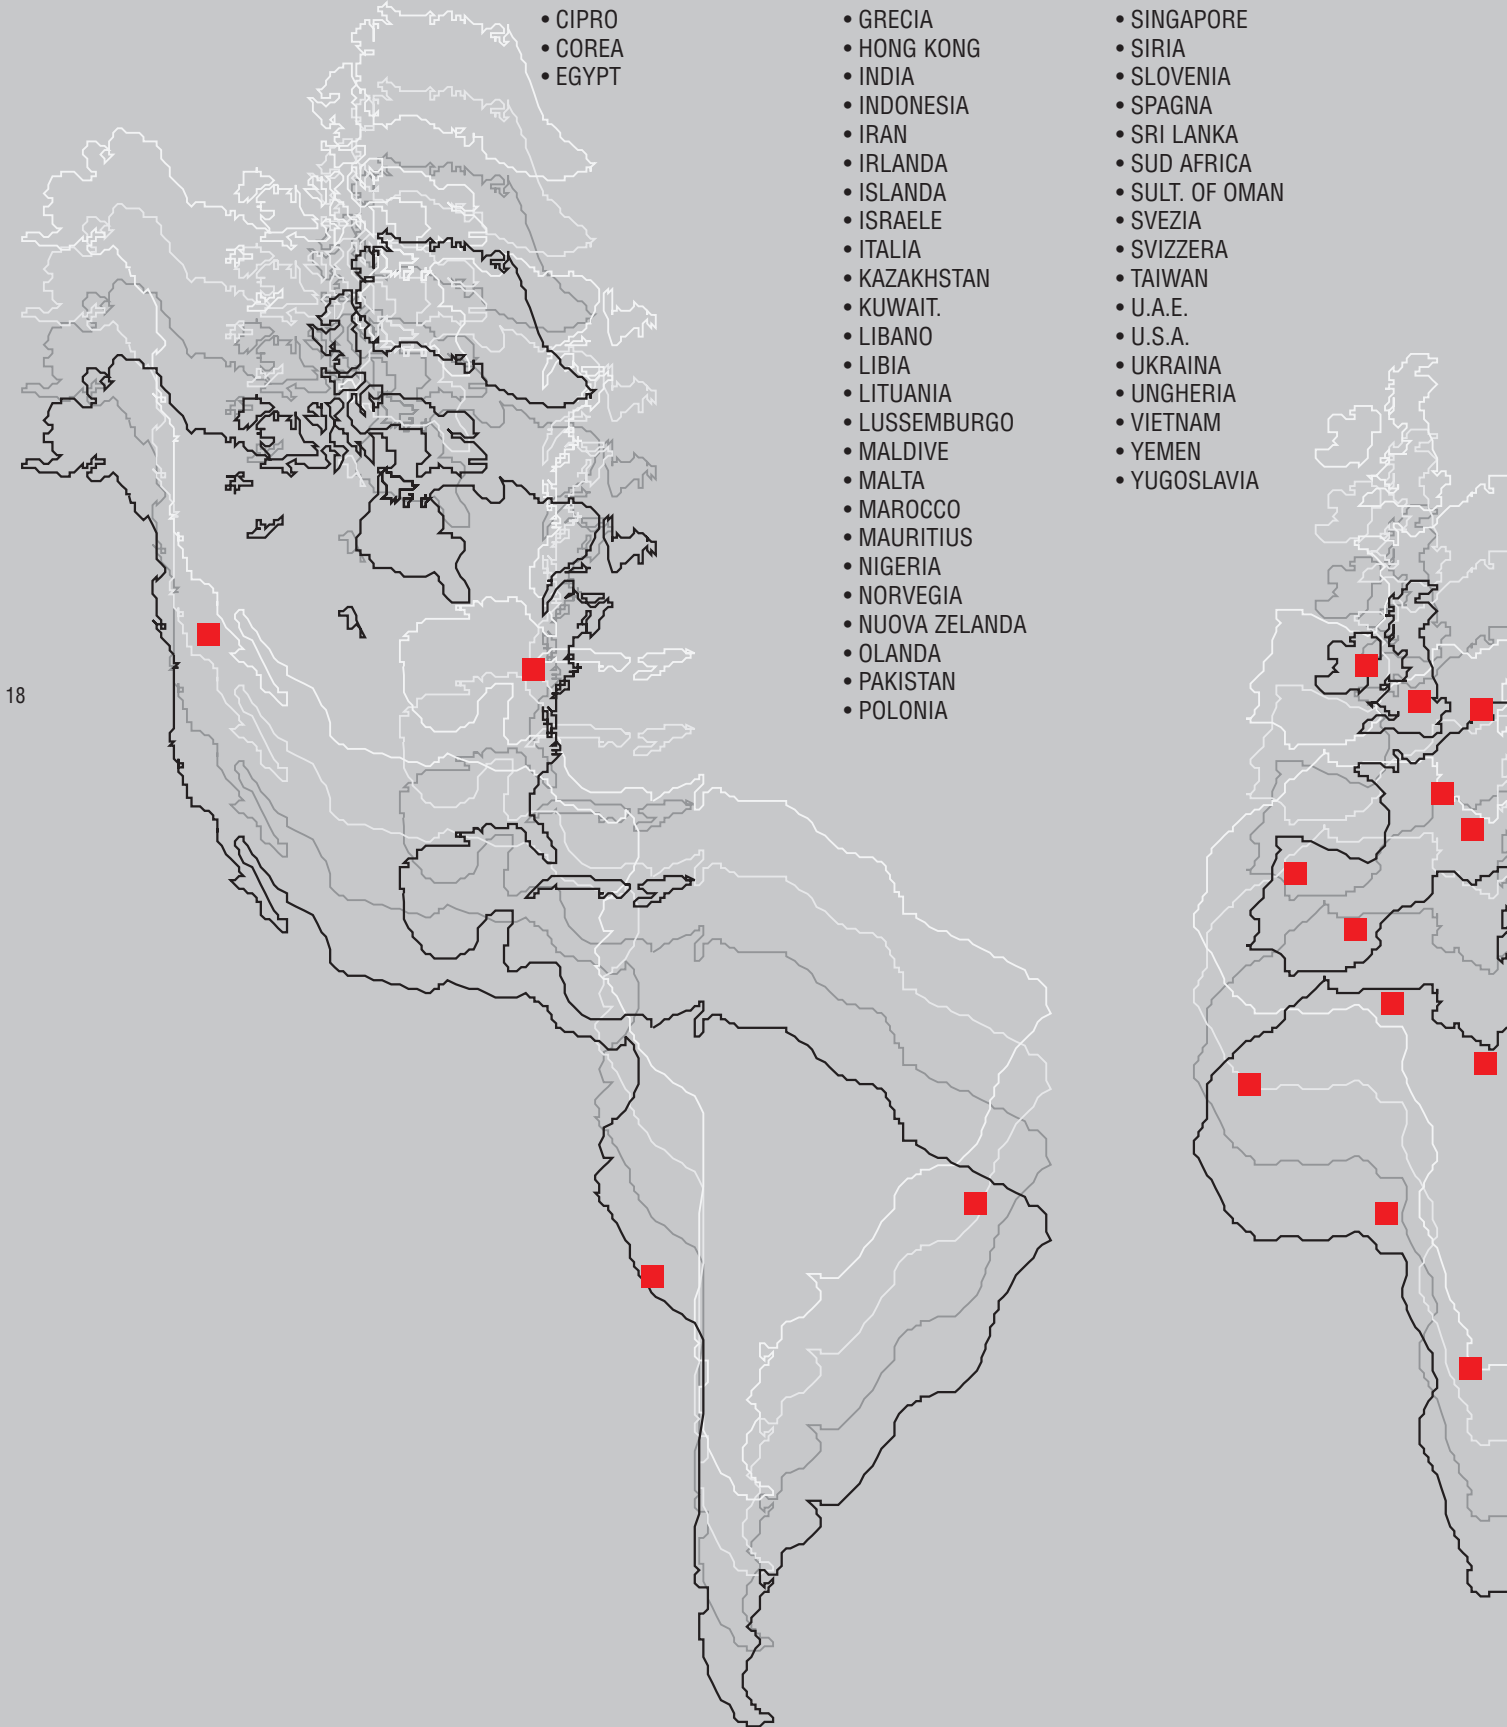 • CIPRO
• COREA
• EGYPT
• GRECIA
• HONG KONG
• INDIA
• INDONESIA
• IRAN
• IRLANDA
• ISLANDA
• ISRAELE
• ITALIA
• KAZAKHSTAN
• KUWAIT.
• LIBANO
• LIBIA
• LITUANIA
• LUSSEMBURGO
• MALDIVE
• MALTA
• MAROCCO
• MAURITIUS
• NIGERIA
• NORVEGIA
• NUOVA ZELANDA
• OLANDA
• PAKISTAN
• POLONIA
• SINGAPORE
• SIRIA
• SLOVENIA
• SPAGNA
• SRI LANKA
• SUD AFRICA
• SULT. OF OMAN
• SVEZIA
• SVIZZERA
• TAIWAN
• U.A.E.
• U.S.A.
• UKRAINA
• UNGHERIA
• VIETNAM
• YEMEN
• YUGOSLAVIA
18